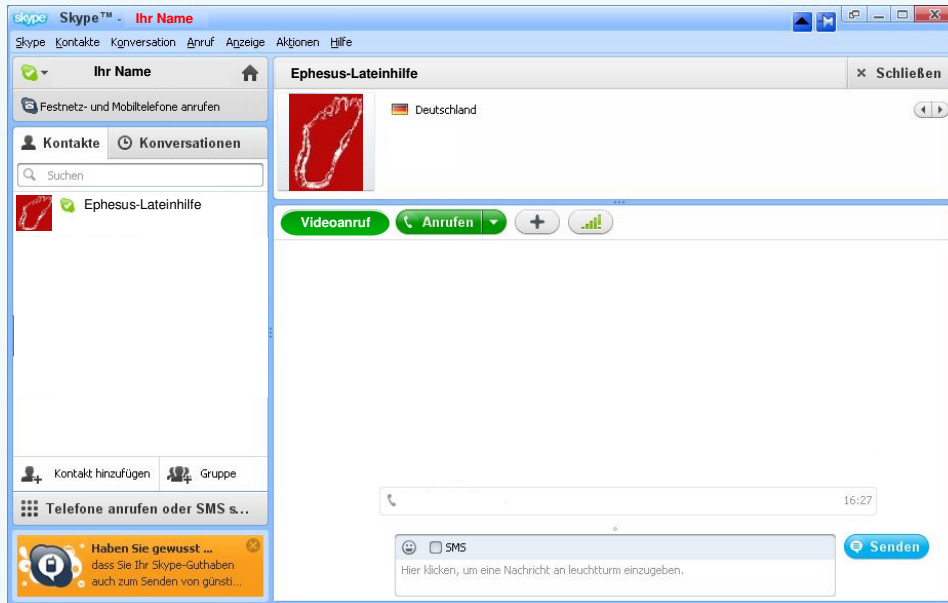 skype Skype™ - Ihr Name
Skype Kontakte Konversation Anruf Anzeige Aktionen Hilfe
Ihr Name
Festnetz- und Mobiltelefone anrufen
Kontakte Konversationen
Suchen
Ephesus-Lateinhilfe
Kontakt hinzufügen Gruppe
Telefone anrufen oder SMS s...
Haben Sie gewusst ...
dass Sie Ihr Skype-Guthaben
auch zum Senden von günsti...
Ephesus-Lateinhilfe × Schließen
Deutschland
Videoanruf Anrufen
16:27
SMS
Hier klicken, um eine Nachricht an leuchtturm einzugeben.
Senden